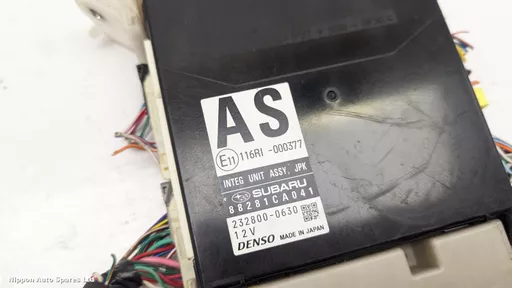 AS
E11 116RI -000377
INTEG UNIT ASSY, JPK
SUBARU
88281CA041
232800-0630
12V
DENSO MADE IN JAPAN
Nippon Auto Spares Ltd